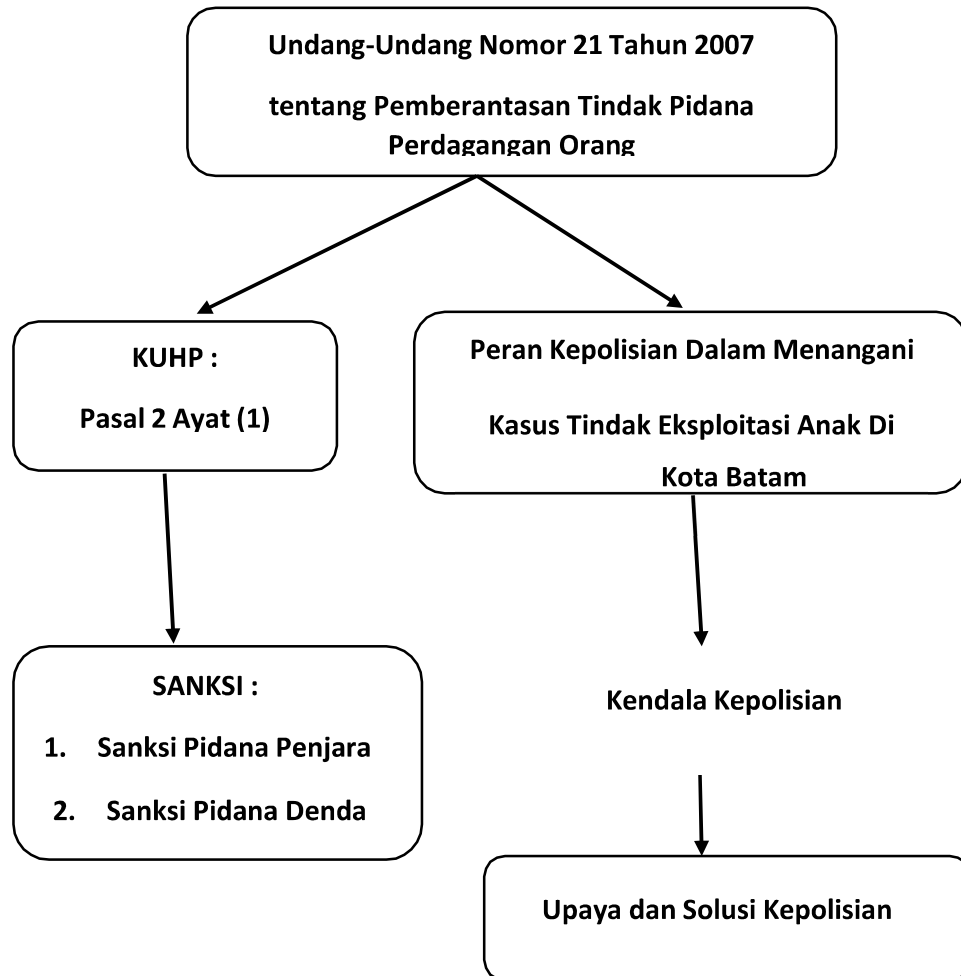 Undang-Undang Nomor 21 Tahun 2007
tentang Pemberantasan Tindak Pidana
Perdagangan Orang
KUHP :
Pasal 2 Ayat (1)
Peran Kepolisian Dalam Menangani
Kasus Tindak Eksploitasi Anak Di
Kota Batam
SANKSI :
1. Sanksi Pidana Penjara
2. Sanksi Pidana Denda
Kendala Kepolisian
Upaya dan Solusi Kepolisian